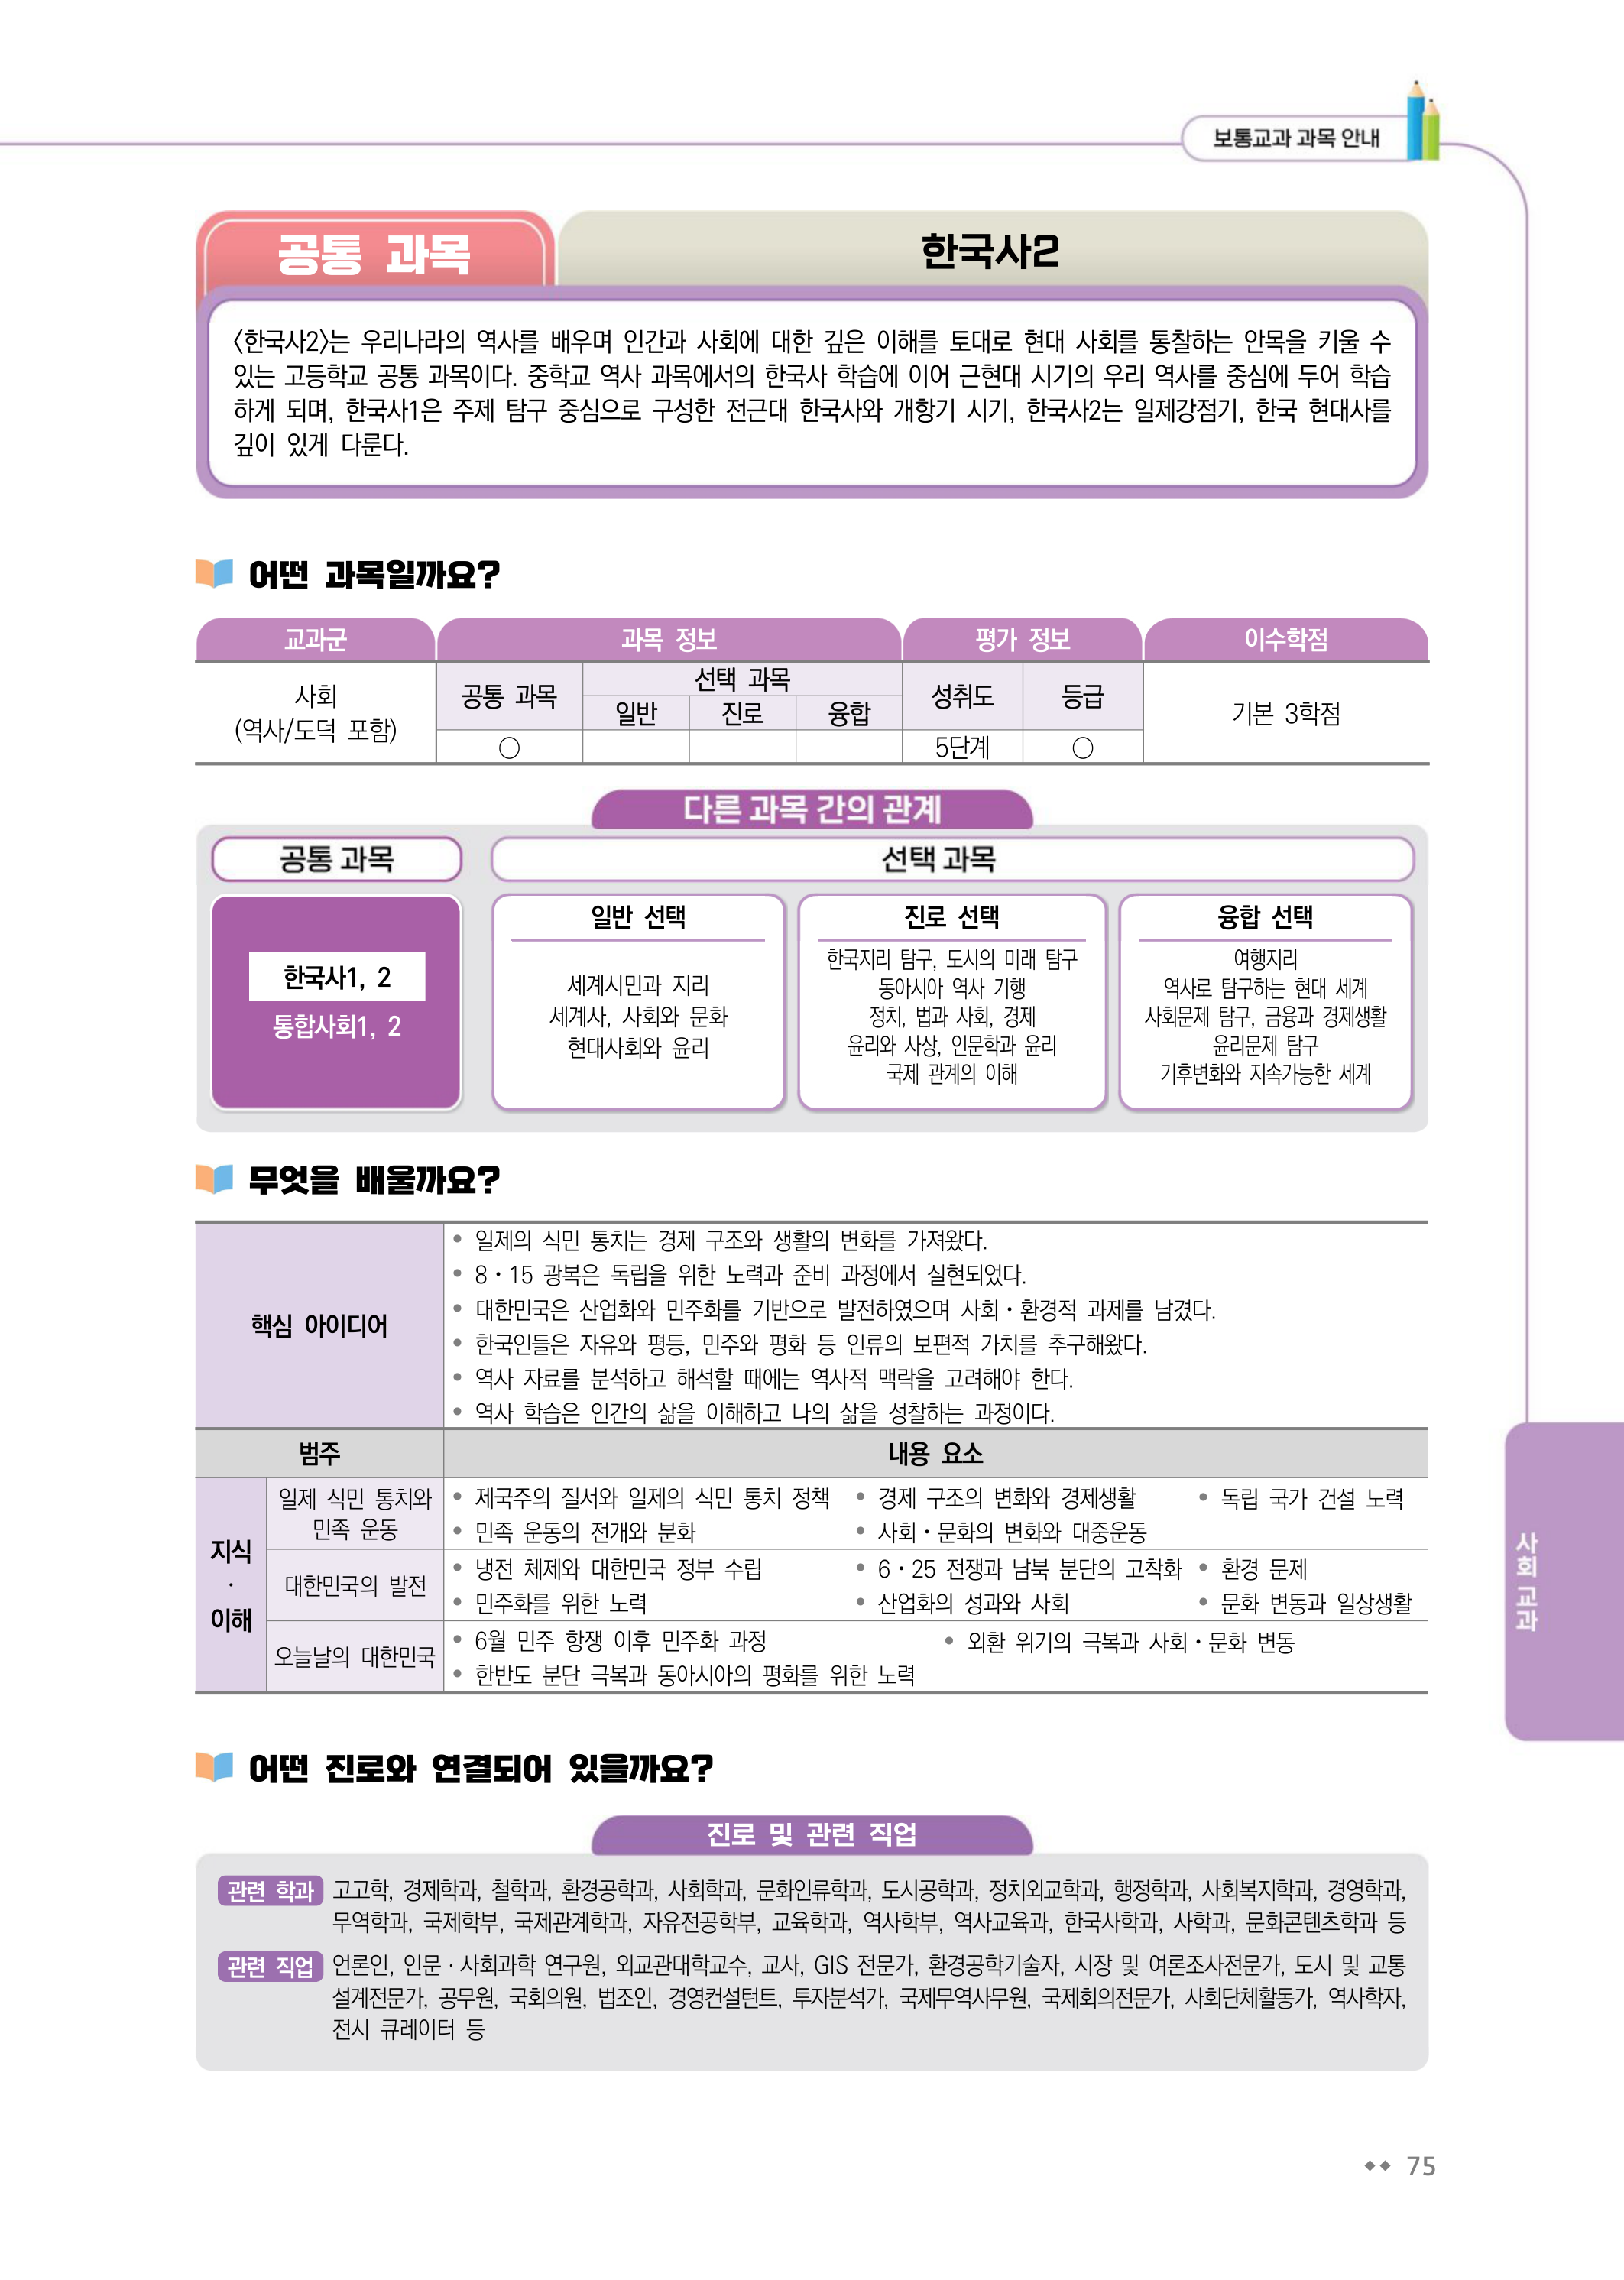 보통교과 과목 안내
공통 과목
한국사2
〈한국사2〉는 우리나라의 역사를 배우며 인간과 사회에 대한 깊은 이해를 토대로 현대 사회를 통찰하는 안목을 키울 수
있는 고등학교 공통 과목이다. 중학교 역사 과목에서의 한국사 학습에 이어 근현대 시기의 우리 역사를 중심에 두어 학습
하게 되며, 한국사1은 주제 탐구 중심으로 구성한 전근대 한국사와 개항기 시기, 한국사2는 일제강점기, 한국 현대사를
깊이 있게 다룬다.
어떤 과목일까요?
교과군 과목 정보 평가 정보 이수학점
사회
(역사/도덕 포함)
공통 과목
선택 과목
일반 진로 융합
성취도 등급
기본 3학점
○ 5단계 ○
다른 과목 간의 관계
공통 과목
선택 과목
한국사1, 2
통합사회1, 2
일반 선택
세계시민과 지리
세계사, 사회와 문화
현대사회와 윤리
진로 선택
한국지리 탐구, 도시의 미래 탐구
동아시아 역사 기행
정치, 법과 사회, 경제
윤리와 사상, 인문학과 윤리
국제 관계의 이해
융합 선택
여행지리
역사로 탐구하는 현대 세계
사회문제 탐구, 금융과 경제생활
윤리문제 탐구
기후변화와 지속가능한 세계
무엇을 배울까요?
핵심 아이디어
• 일제의 식민 통치는 경제 구조와 생활의 변화를 가져왔다.
• 8·15 광복은 독립을 위한 노력과 준비 과정에서 실현되었다.
• 대한민국은 산업화와 민주화를 기반으로 발전하였으며 사회·환경적 과제를 남겼다.
• 한국인들은 자유와 평등, 민주와 평화 등 인류의 보편적 가치를 추구해왔다.
• 역사 자료를 분석하고 해석할 때에는 역사적 맥락을 고려해야 한다.
• 역사 학습은 인간의 삶을 이해하고 나의 삶을 성찰하는 과정이다.
범주 내용 요소
지식
·
이해
일제 식민 통치와
민족 운동
• 제국주의 질서와 일제의 식민 통치 정책 • 경제 구조의 변화와 경제생활 • 독립 국가 건설 노력
• 민족 운동의 전개와 분화 • 사회·문화의 변화와 대중운동
대한민국의 발전
• 냉전 체제와 대한민국 정부 수립 • 6·25 전쟁과 남북 분단의 고착화 • 환경 문제
• 민주화를 위한 노력 • 산업화의 성과와 사회 • 문화 변동과 일상생활
오늘날의 대한민국
• 6월 민주 항쟁 이후 민주화 과정 • 외환 위기의 극복과 사회·문화 변동
• 한반도 분단 극복과 동아시아의 평화를 위한 노력
어떤 진로와 연결되어 있을까요?
진로 및 관련 직업
관련 학과 고고학, 경제학과, 철학과, 환경공학과, 사회학과, 문화인류학과, 도시공학과, 정치외교학과, 행정학과, 사회복지학과, 경영학과,
무역학과, 국제학부, 국제관계학과, 자유전공학부, 교육학과, 역사학부, 역사교육과, 한국사학과, 사학과, 문화콘텐츠학과 등
관련 직업 언론인, 인문·사회과학 연구원, 외교관대학교수, 교사, GIS 전문가, 환경공학기술자, 시장 및 여론조사전문가, 도시 및 교통
설계전문가, 공무원, 국회의원, 법조인, 경영컨설턴트, 투자분석가, 국제무역사무원, 국제회의전문가, 사회단체활동가, 역사학자,
전시 큐레이터 등
사회 교과
75